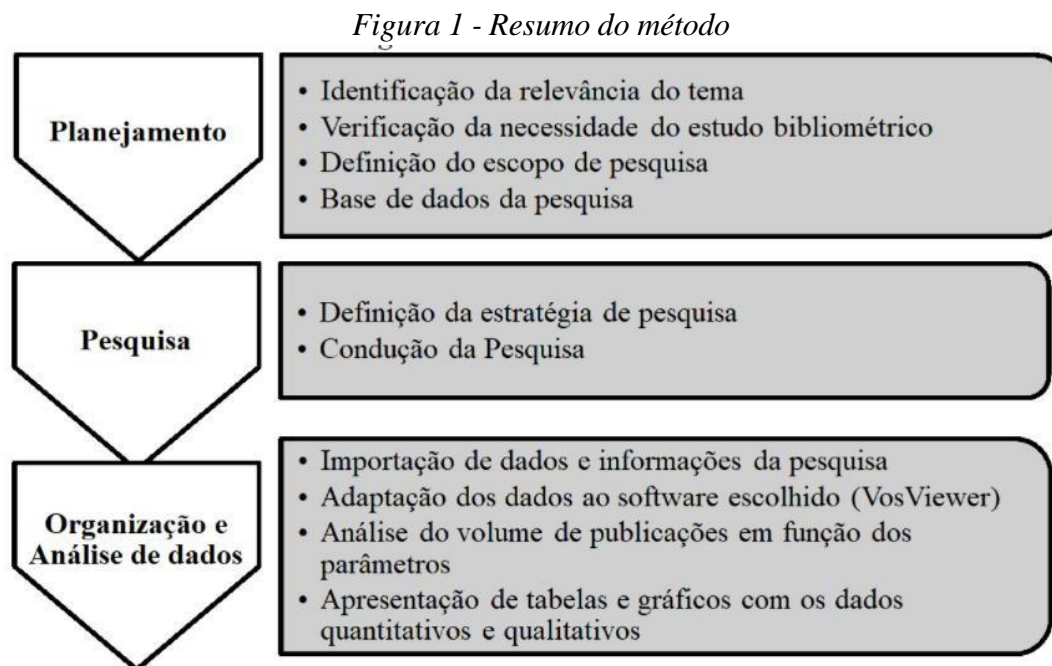 Figura 1 - Resumo do método
Planejamento
• Identificação da relevância do tema
• Verificação da necessidade do estudo bibliométrico
• Definição do escopo de pesquisa
• Base de dados da pesquisa
Pesquisa
• Definição da estratégia de pesquisa
• Condução da Pesquisa
Organização e
Análise de dados
• Importação de dados e informações da pesquisa
• Adaptação dos dados ao software escolhido (VosViewer)
• Análise do volume de publicações em função dos
parâmetros
• Apresentação de tabelas e gráficos com os dados
quantitativos e qualitativos